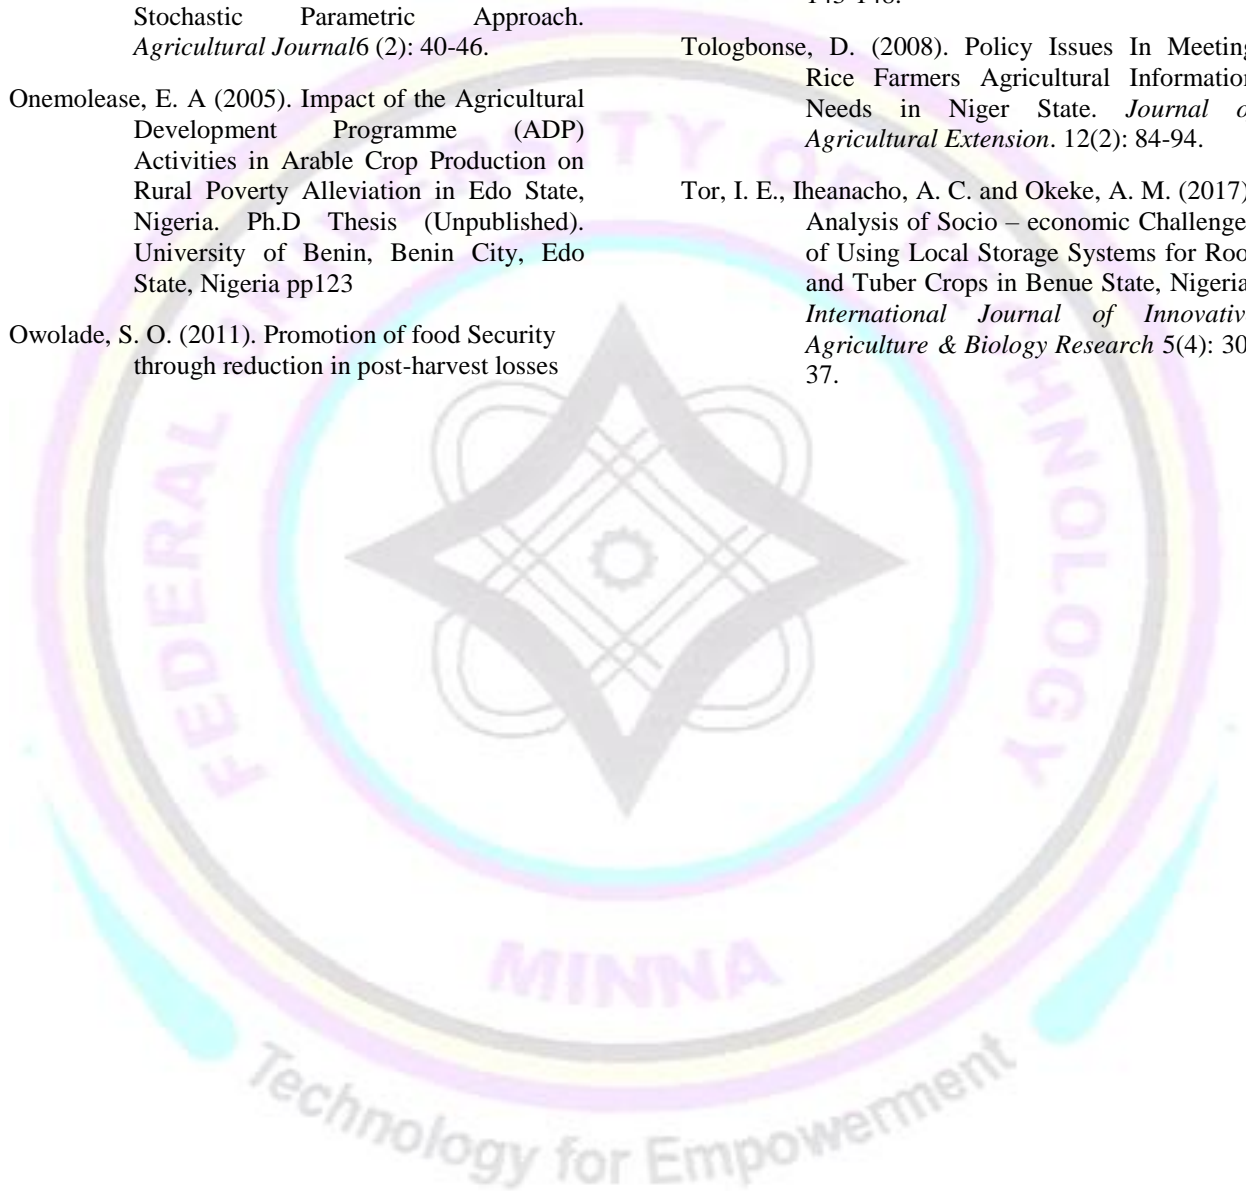 Stochastic Parametric Approach.
Agricultural Journal6 (2): 40-46.
Onemolease, E. A (2005). Impact of the Agricultural
Development Programme (ADP)
Activities in Arable Crop Production on
Rural Poverty Alleviation in Edo State,
Nigeria. Ph.D Thesis (Unpublished).
University of Benin, Benin City, Edo
State, Nigeria pp123
Owolade, S. O. (2011). Promotion of food Security
through reduction in post-harvest losses
Tologbonse, D. (2008). Policy Issues In Meeting
Rice Farmers Agricultural Information
Needs in Niger State. Journal o
Agricultural Extension. 12(2): 84-94.
Tor, I. E., Iheanacho, A. C. and Okeke, A. M. (2017)
Analysis of Socio – economic Challenge
of Using Local Storage Systems for Roo
and Tuber Crops in Benue State, Nigeria
International Journal of Innovativ
Agriculture & Biology Research 5(4): 30
37.
FEDERAL UNIVERSITY OF TECHNOLOGY
MINNA
Technology for Empowerment